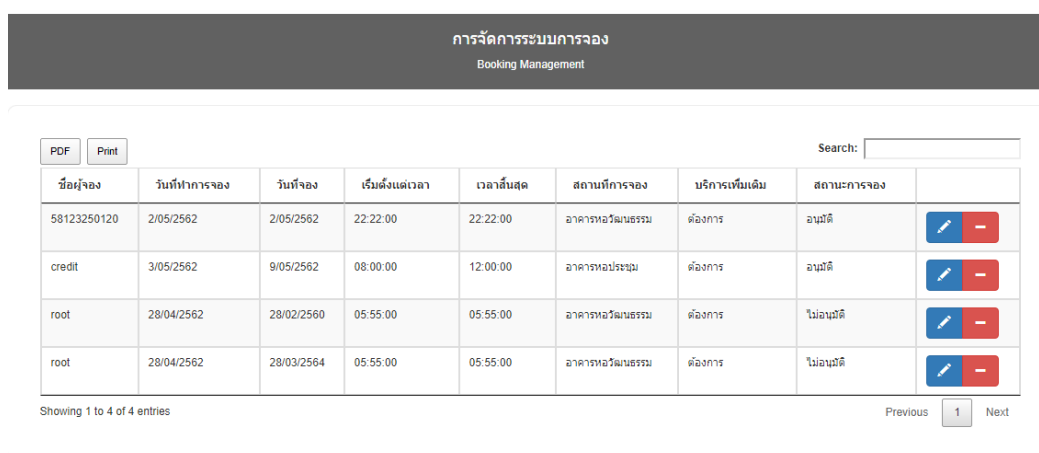 การจัดการระบบการจอง
Booking Management
PDF Print Search:
ชื่อผู้จอง วันที่ทำการจอง วันที่จอง เริ่มตั้งแต่เวลา เวลาสิ้นสุด สถานที่การจอง บริการเพิ่มเติม สถานะการจอง
58123250120 2/05/2562 2/05/2562 22:22:00 22:22:00 อาคารหอวัฒนธรรม ต้องการ อนุมัติ
credit 3/05/2562 9/05/2562 08:00:00 12:00:00 อาคารหอประชุม ต้องการ อนุมัติ
root 28/04/2562 28/02/2560 05:55:00 05:55:00 อาคารหอวัฒนธรรม ต้องการ ไม่อนุมัติ
root 28/04/2562 28/03/2564 05:55:00 05:55:00 อาคารหอวัฒนธรรม ต้องการ ไม่อนุมัติ
Showing 1 to 4 of 4 entries Previous 1 Next